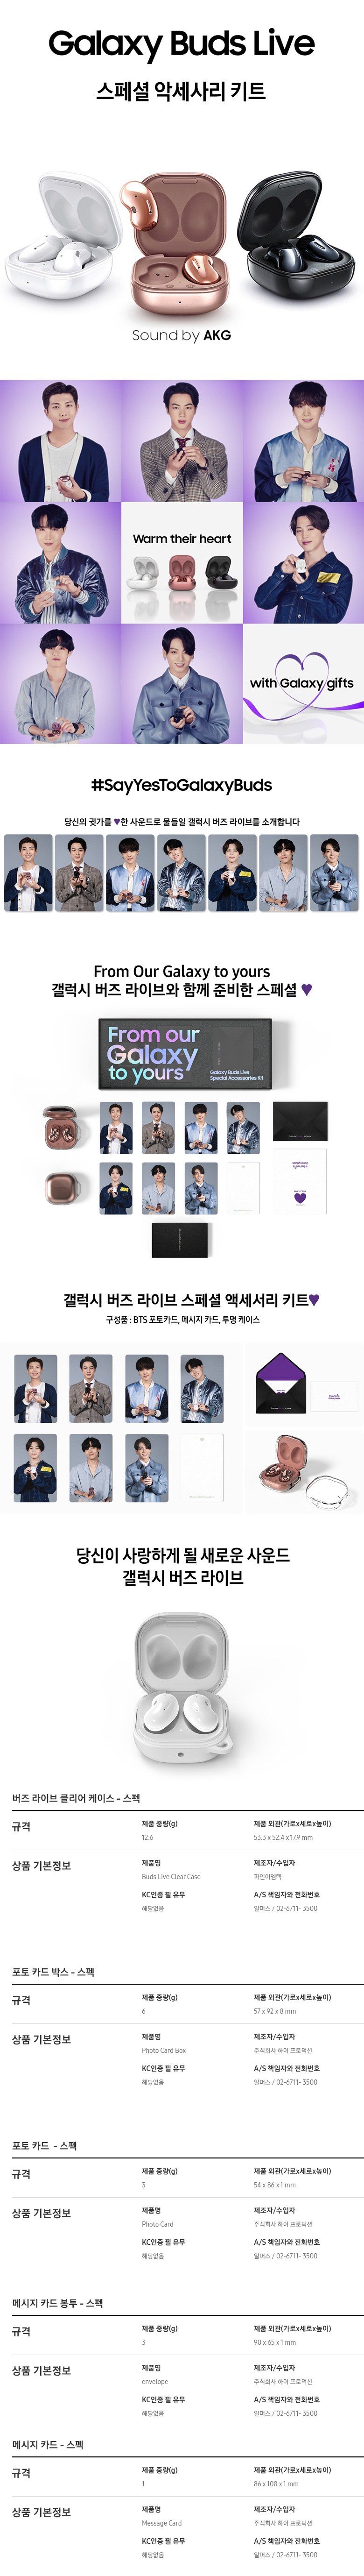 Galaxy Buds Live
스페셜 악세사리 키트
Sound by AKG
Warm their heart
with Galaxy gifts
#SayYesToGalaxyBuds
당신의 귓가를 ♥한 사운드로 물들일 갤럭시 버즈 라이브를 소개합니다
From Our Galaxy to yours
갤럭시 버즈 라이브와 함께 준비한 스페셜 ♥
From our
Galaxy
to yours
Galaxy Buds Live
Special Accessories Kit
갤럭시 버즈 라이브 스페셜 액세서리 키트♥
구성품 : BTS 포토카드, 메시지 카드, 투명 케이스
당신이 사랑하게 될 새로운 사운드
갤럭시 버즈 라이브
버즈 라이브 클리어 케이스 - 스펙
규격
제품 중량(g)
제품 외관(가로x세로x높이)
12.6
53.3 x 52.4 x 17.9 mm
상품 기본정보
제품명
제조자/수입자
Buds Live Clear Case
파인아엠텍
KC인증 필 유무
A/S 책임자와 전화번호
해당없음
알머스 / 02-6711- 3500
포토 카드 박스 - 스펙
규격
제품 중량(g)
제품 외관(가로x세로x높이)
6
57 x 92 x 8 mm
상품 기본정보
제품명
제조자/수입자
Photo Card Box
주식회사 하이 프로덕션
KC인증 필 유무
A/S 책임자와 전화번호
해당없음
알머스 / 02-6711- 3500
포토 카드 - 스펙
규격
제품 중량(g)
제품 외관(가로x세로x높이)
3
54 x 86 x 1 mm
상품 기본정보
제품명
제조자/수입자
Photo Card
주식회사 하이 프로덕션
KC인증 필 유무
A/S 책임자와 전화번호
해당없음
알머스 / 02-6711- 3500
메시지 카드 봉투 - 스펙
규격
제품 중량(g)
제품 외관(가로x세로x높이)
3
90 x 65 x 1 mm
상품 기본정보
제품명
제조자/수입자
envelope
주식회사 하이 프로덕션
KC인증 필 유무
A/S 책임자와 전화번호
해당없음
알머스 / 02-6711- 3500
메시지 카드 - 스펙
규격
제품 중량(g)
제품 외관(가로x세로x높이)
1
86 x 108 x 1 mm
상품 기본정보
제품명
제조자/수입자
Message Card
주식회사 하이 프로덕션
KC인증 필 유무
A/S 책임자와 전화번호
해당없음
알머스 / 02-6711- 3500